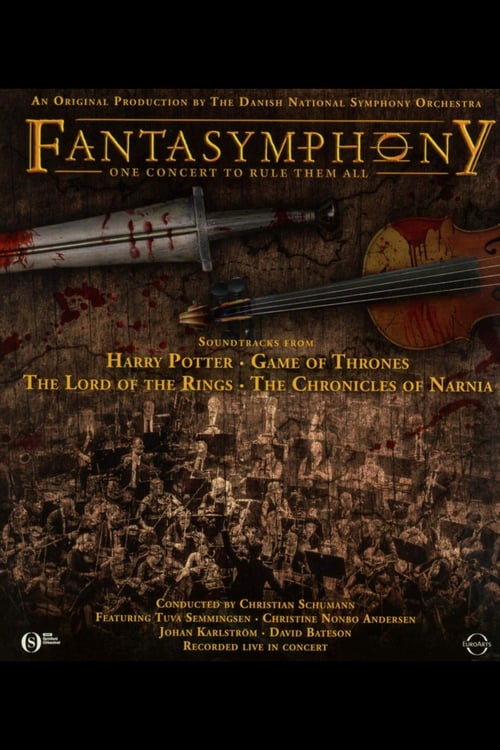 AN ORIGINAL PRODUCTION BY THE DANISH NATIONAL SYMPHONY ORCHESTRA
FANTASYMPHONY
ONE CONCERT TO RULE THEM ALL
SOUNDTRACKS FROM
HARRY POTTER · GAME OF THRONES
THE LORD OF THE RINGS · THE CHRONICLES OF NARNIA
CONDUCTED BY CHRISTIAN SCHUMANN
FEATURING TUVA SEMMINGSEN · CHRISTINE NONBO ANDERSEN
JOHAN KARLSTRÖM · DAVID BATESON
RECORDED LIVE IN CONCERT
EUROARTS